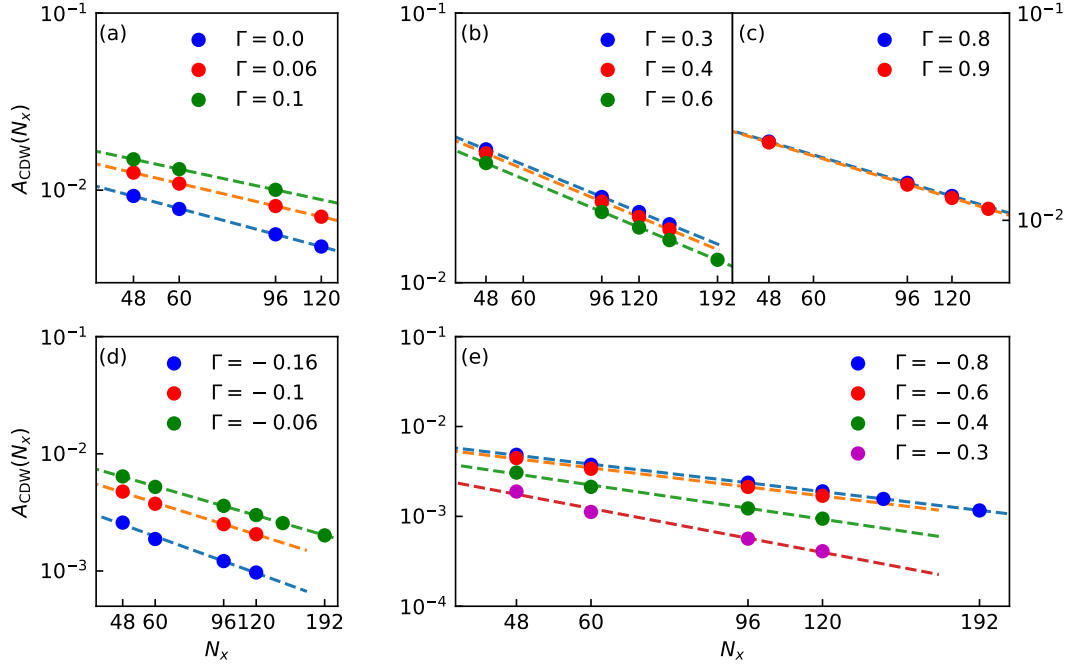 (a)
Γ = 0.0
Γ = 0.06
Γ = 0.1
10⁻¹
10⁻²
A_CDW(N_x)
48 60 96 120
(b)
Γ = 0.3
Γ = 0.4
Γ = 0.6
10⁻¹
10⁻²
48 60 96 120 192
(c)
Γ = 0.8
Γ = 0.9
10⁻¹
10⁻²
48 60 96 120
(d)
Γ = −0.16
Γ = −0.1
Γ = −0.06
10⁻¹
10⁻²
10⁻³
A_CDW(N_x)
48 60 96 120 192
N_x
(e)
Γ = −0.8
Γ = −0.6
Γ = −0.4
Γ = −0.3
10⁻¹
10⁻²
10⁻³
10⁻⁴
48 60 96 120 192
N_x